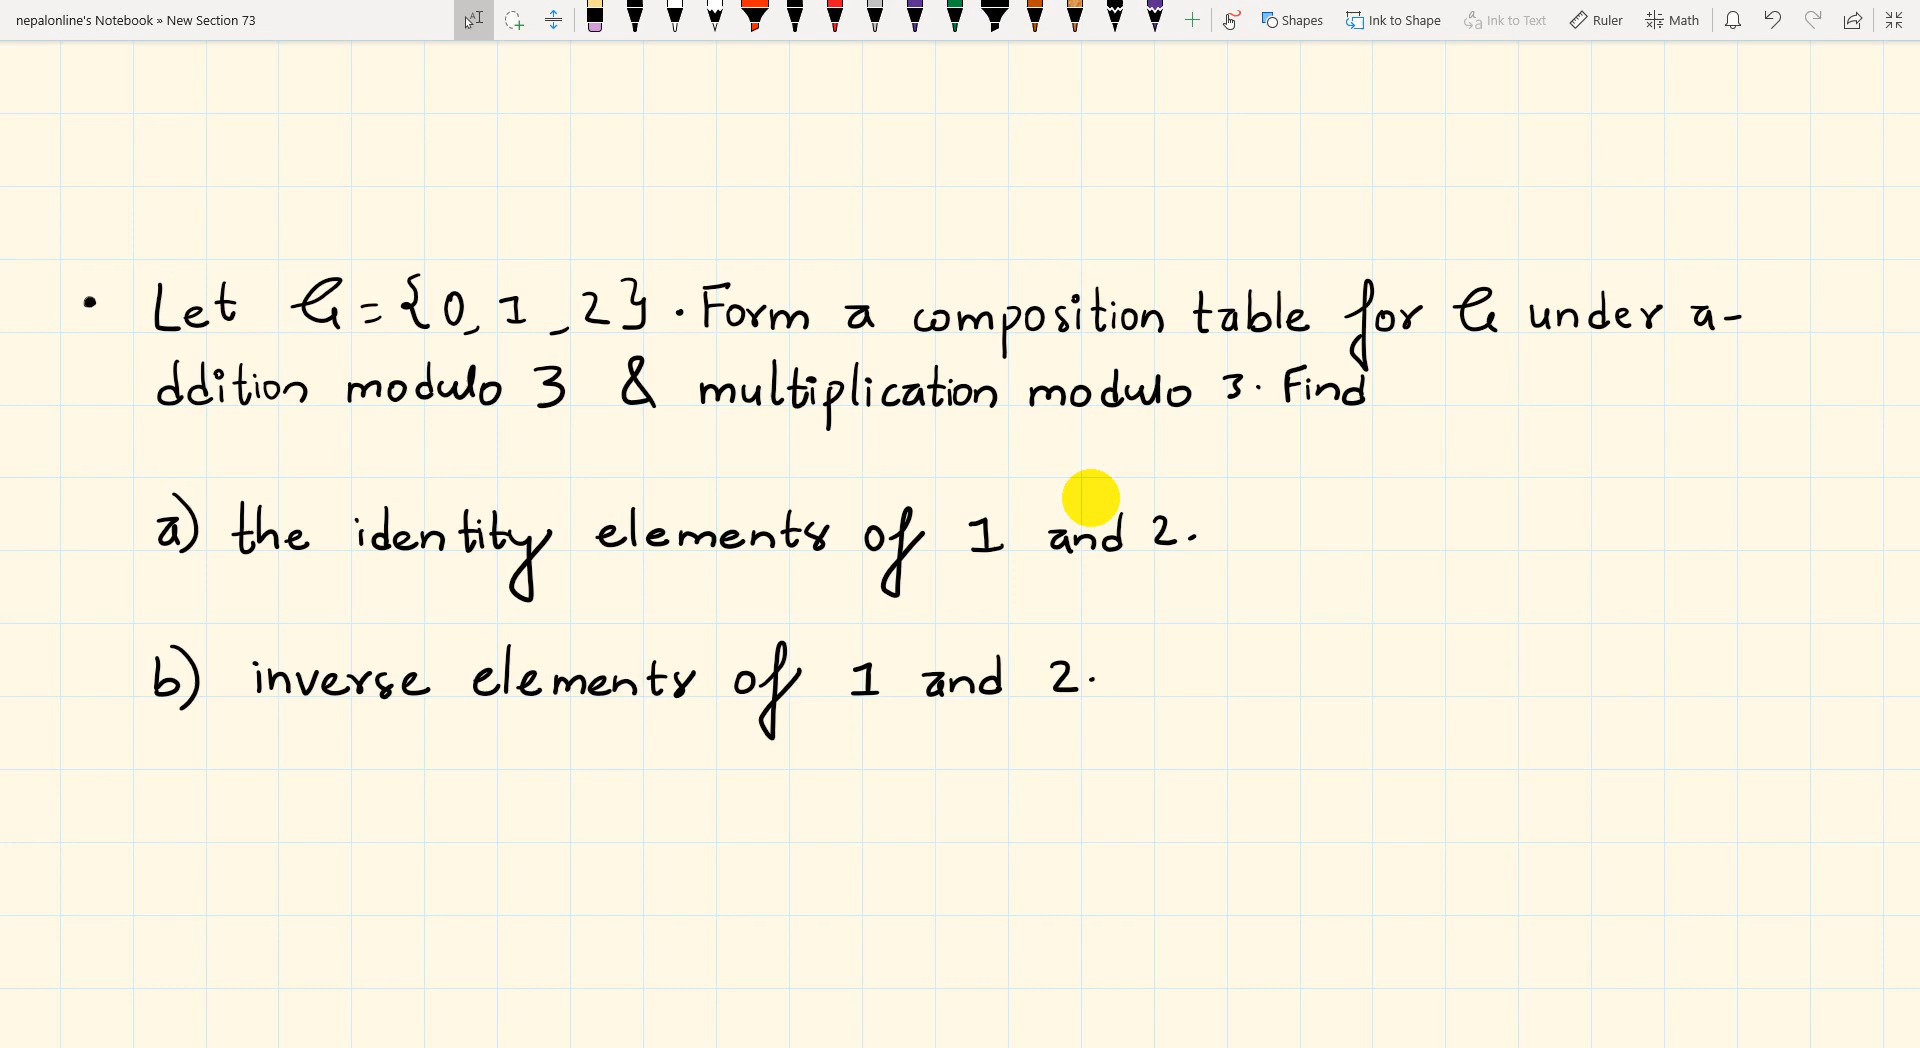 nepalonline's Notebook » New Section 73
Shapes Ink to Shape Ink to Text Ruler Math
• Let G = {0, 1, 2}. Form a composition table for G under a-
ddition modulo 3 & multiplication modulo 3. Find
a) the identity elements of 1 and 2.
b) inverse elements of 1 and 2.